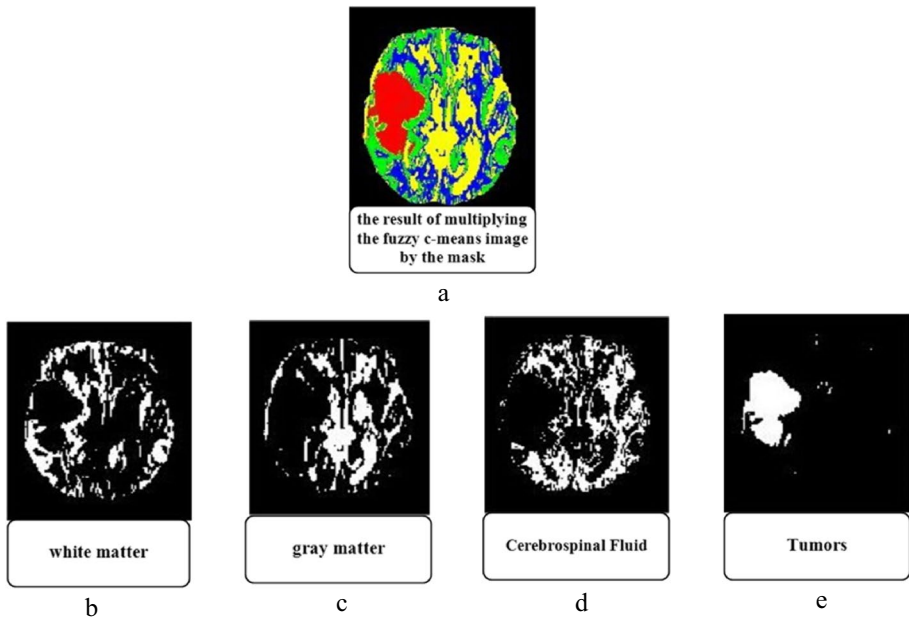 the result of multiplying
the fuzzy c-means image
by the mask
a
white matter
gray matter
Cerebrospinal Fluid
Tumors
b
c
d
e